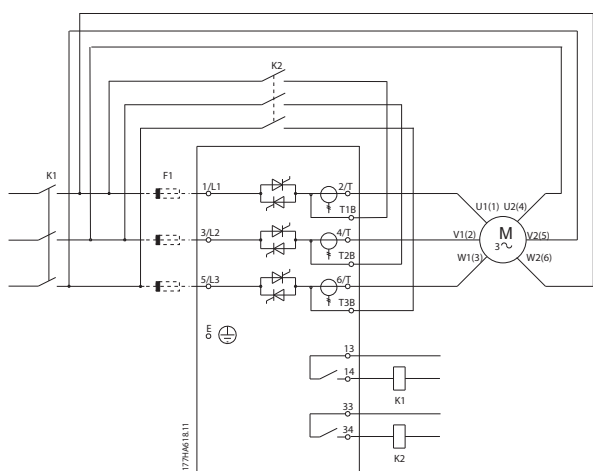 K2
K1
F1
1/L1
2/T
T1B
3/L2
4/T
T2B
5/L3
6/T
T3B
U1(1) U2(4)
V1(2)
M
3~
V2(5)
W1(3)
W2(6)
E
13
14
K1
33
34
K2
177HA618.11